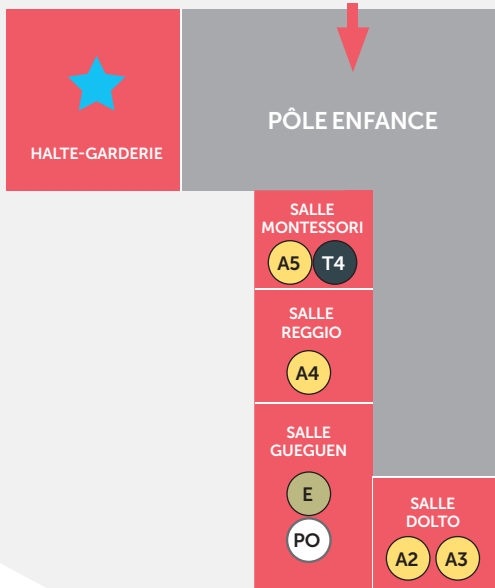 PÔLE ENFANCE
HALTE-GARDERIE
SALLE
MONTESSORI
A5 T4
SALLE
REGGIO
A4
SALLE
GUEGUEN
E
PO
SALLE
DOLTO
A2 A3